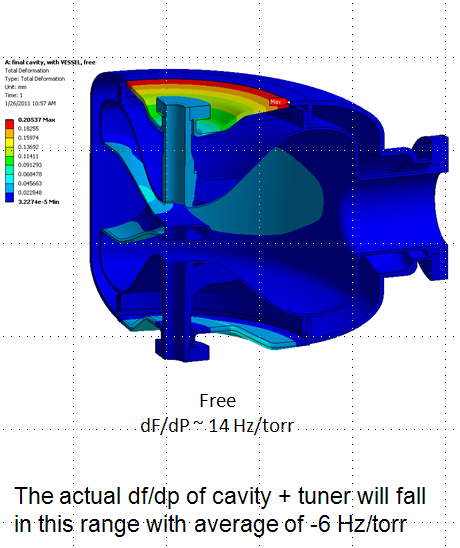 A: final cavity, with VESSEL, free
Total Deformation
Type: Total Deformation
Unit: mm
Time: 1
1/26/2011 10:57 AM
0.20537 Max
0.18255
0.15974
0.13692
0.11411
0.091293
0.068478
0.045663
0.022848
3.2274e-5 Min
Max
Free
dF/dP ~ 14 Hz/torr
The actual df/dp of cavity + tuner will fall
in this range with average of -6 Hz/torr